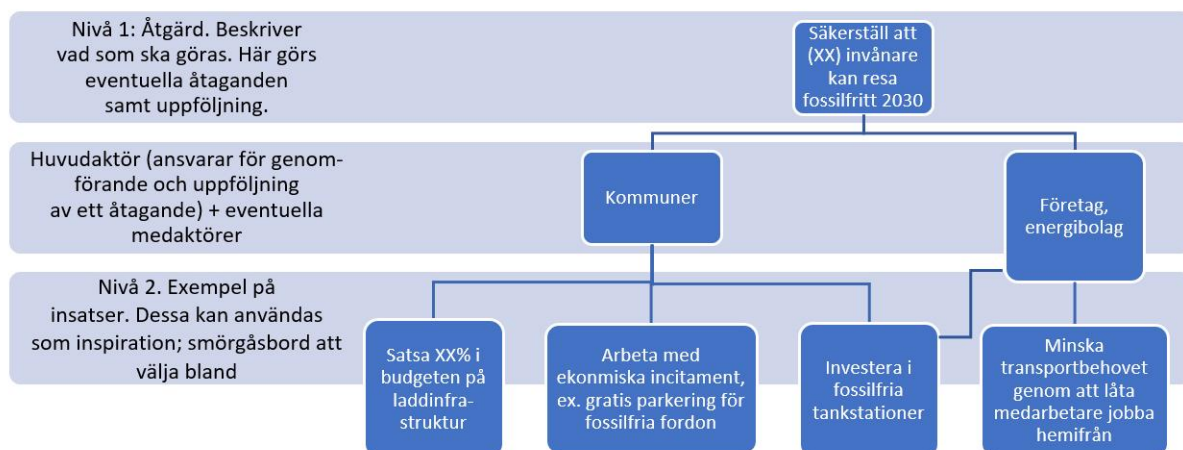 Nivå 1: Åtgärd. Beskriver
vad som ska göras. Här görs
eventuella åtaganden
samt uppföljning.
Säkerställ att
(XX) invånare
kan resa
fossilfritt 2030
Huvudaktör (ansvarar för genom-
förande och uppföljning
av ett åtagande) + eventuella
medaktörer
Kommuner
Företag,
energibolag
Nivå 2. Exempel på
insatser. Dessa kan användas
som inspiration; smörgåsbord att
välja bland
Satsa XX% i
budgeten på
laddinfra-
struktur
Arbeta med
ekonmiska incitament,
ex. gratis parkering för
fossilfria fordon
Investera i
fossilfria
tankstationer
Minska
transportbehovet
genom att låta
medarbetare jobba
hemifrån